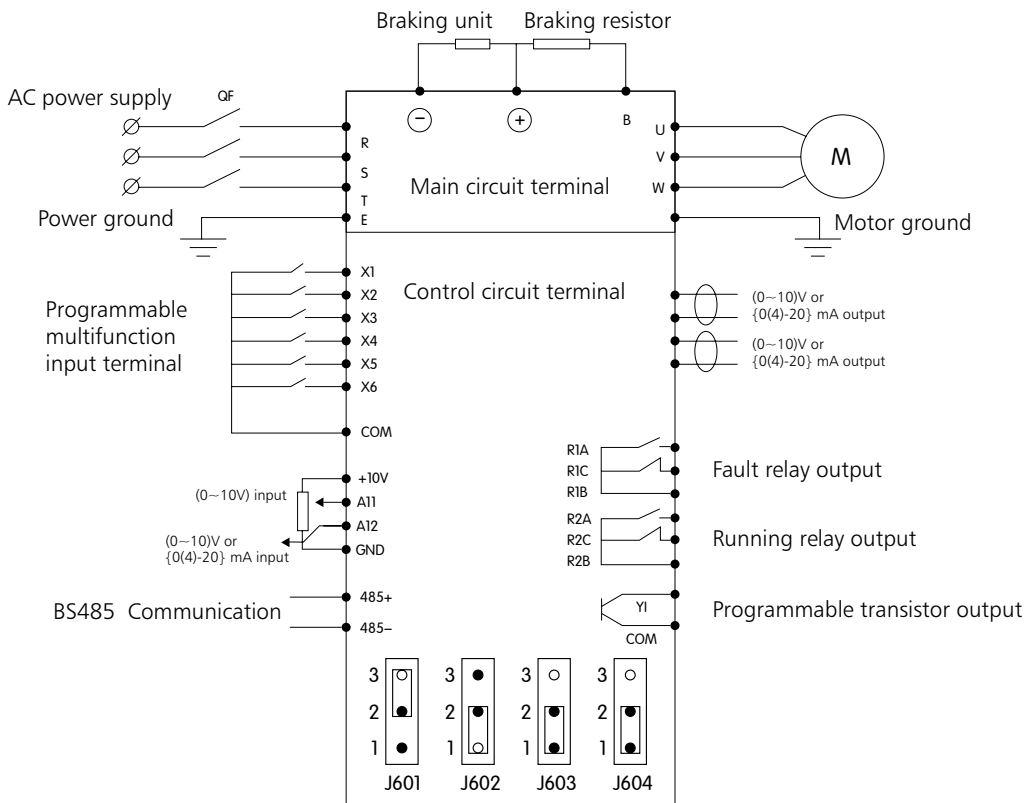 Braking unit
Braking resistor
AC power supply
QF
−
+
B
R
S
T
E
U
V
W
M
Main circuit terminal
Power ground
Motor ground
Control circuit terminal
Programmable
multifunction
input terminal
X1
X2
X3
X4
X5
X6
COM
(0~10)V or
{0(4)-20} mA output
(0~10)V or
{0(4)-20} mA output
+10V
A11
A12
GND
(0~10V) input
(0~10)V or
{0(4)-20} mA input
R1A
R1C
R1B
Fault relay output
R2A
R2C
R2B
Running relay output
BS485 Communication
485+
485−
YI
COM
Programmable transistor output
3
2
1
J601
3
2
1
J602
3
2
1
J603
3
2
1
J604